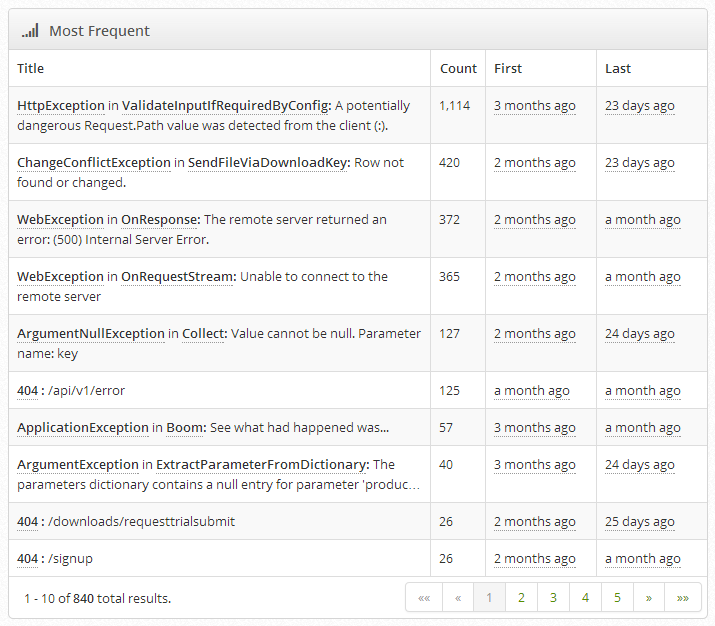 Most Frequent
Title Count First Last
HttpException in ValidateInputIfRequiredByConfig: A potentially 1,114 3 months ago 23 days ago
dangerous Request.Path value was detected from the client (:).
ChangeConflictException in SendFileViaDownloadKey: Row not 420 2 months ago 23 days ago
found or changed.
WebException in OnResponse: The remote server returned an 372 2 months ago a month ago
error: (500) Internal Server Error.
WebException in OnRequestStream: Unable to connect to the 365 2 months ago a month ago
remote server
ArgumentNullException in Collect: Value cannot be null. Parameter 127 2 months ago 24 days ago
name: key
404 : /api/v1/error 125 a month ago a month ago
ApplicationException in Boom: See what had happened was... 57 3 months ago a month ago
ArgumentException in ExtractParameterFromDictionary: The 40 3 months ago 24 days ago
parameters dictionary contains a null entry for parameter 'produc...
404 : /downloads/requesttrialsubmit 26 2 months ago 25 days ago
404 : /signup 26 2 months ago a month ago
1 - 10 of 840 total results. «« « 1 2 3 4 5 » »»